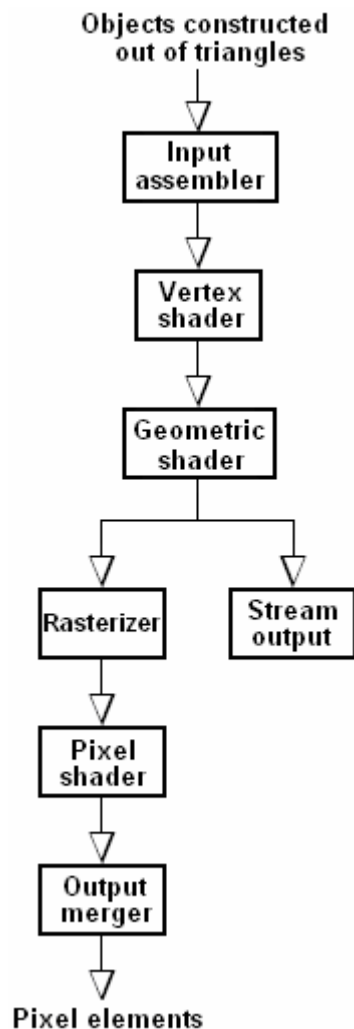 Objects constructed
out of triangles
Input
assembler
Vertex
shader
Geometric
shader
Rasterizer
Stream
output
Pixel
shader
Output
merger
Pixel elements